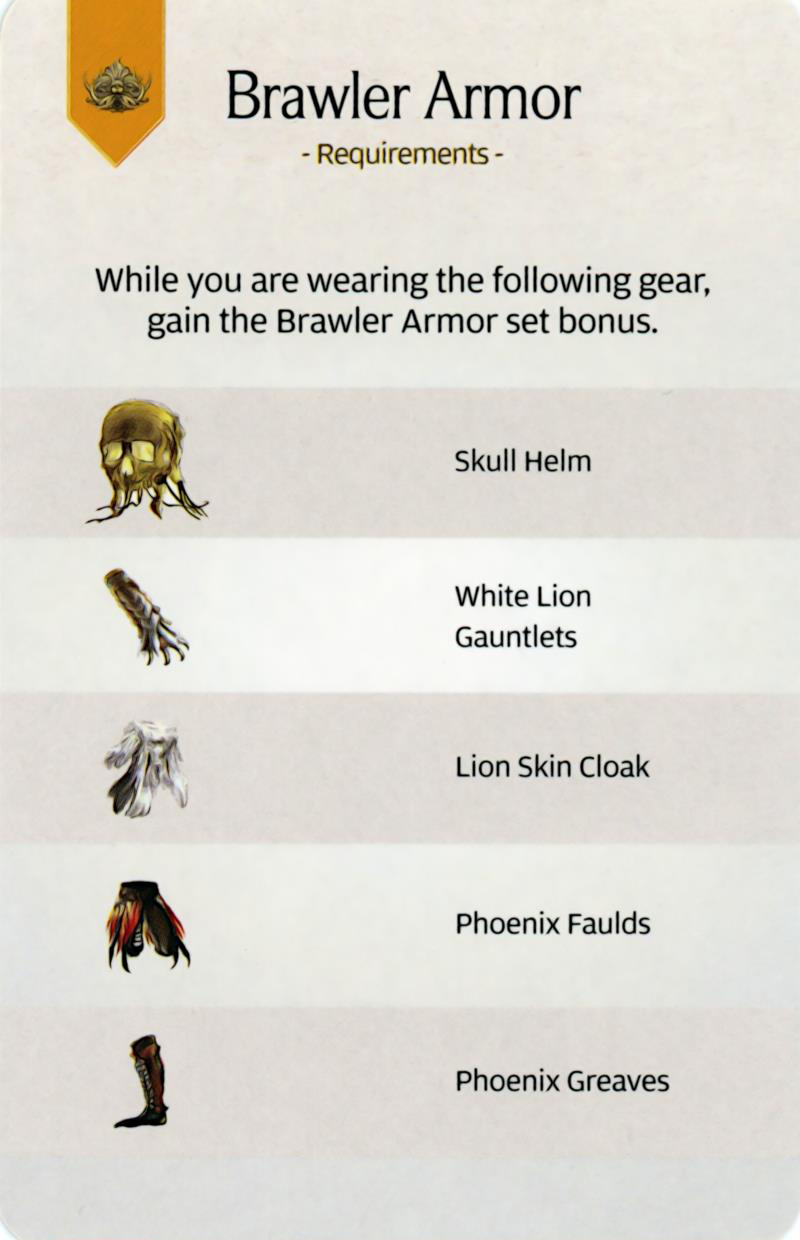 Brawler Armor
- Requirements -
While you are wearing the following gear,
gain the Brawler Armor set bonus.
Skull Helm
White Lion
Gauntlets
Lion Skin Cloak
Phoenix Faulds
Phoenix Greaves